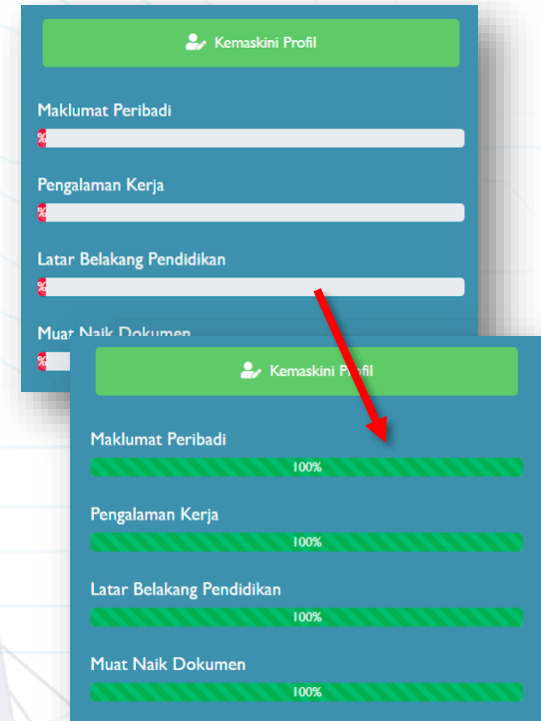 Kemaskini Profil
Maklumat Peribadi
%
Pengalaman Kerja
%
Latar Belakang Pendidikan
%
Muat Naik Dokumen
%
Kemaskini Profil
Maklumat Peribadi
100%
Pengalaman Kerja
100%
Latar Belakang Pendidikan
100%
Muat Naik Dokumen
100%